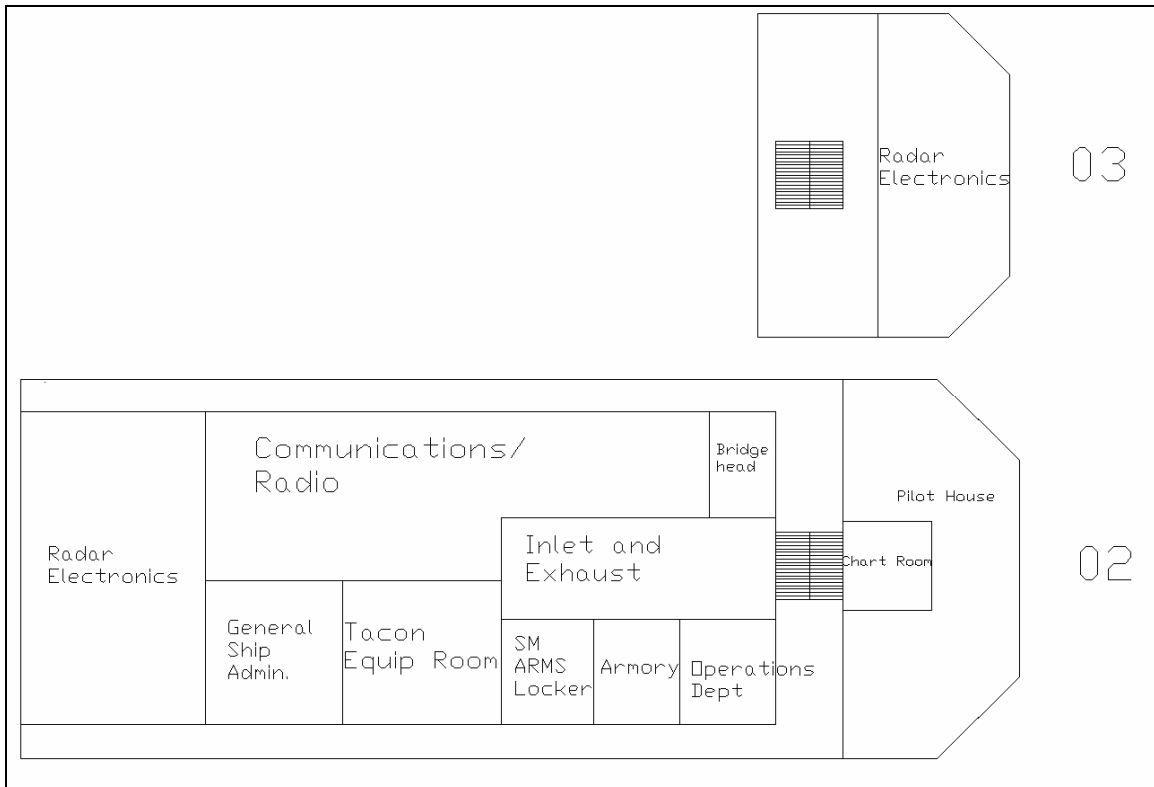 Radar
Electronics
03
Communications/
Radio
Bridge
head
Pilot House
Radar
Electronics
Inlet and
Exhaust
Chart Room
02
General
Ship
Admin.
Tacon
Equip Room
SM
ARMS
Locker
Armory
Operations
Dept